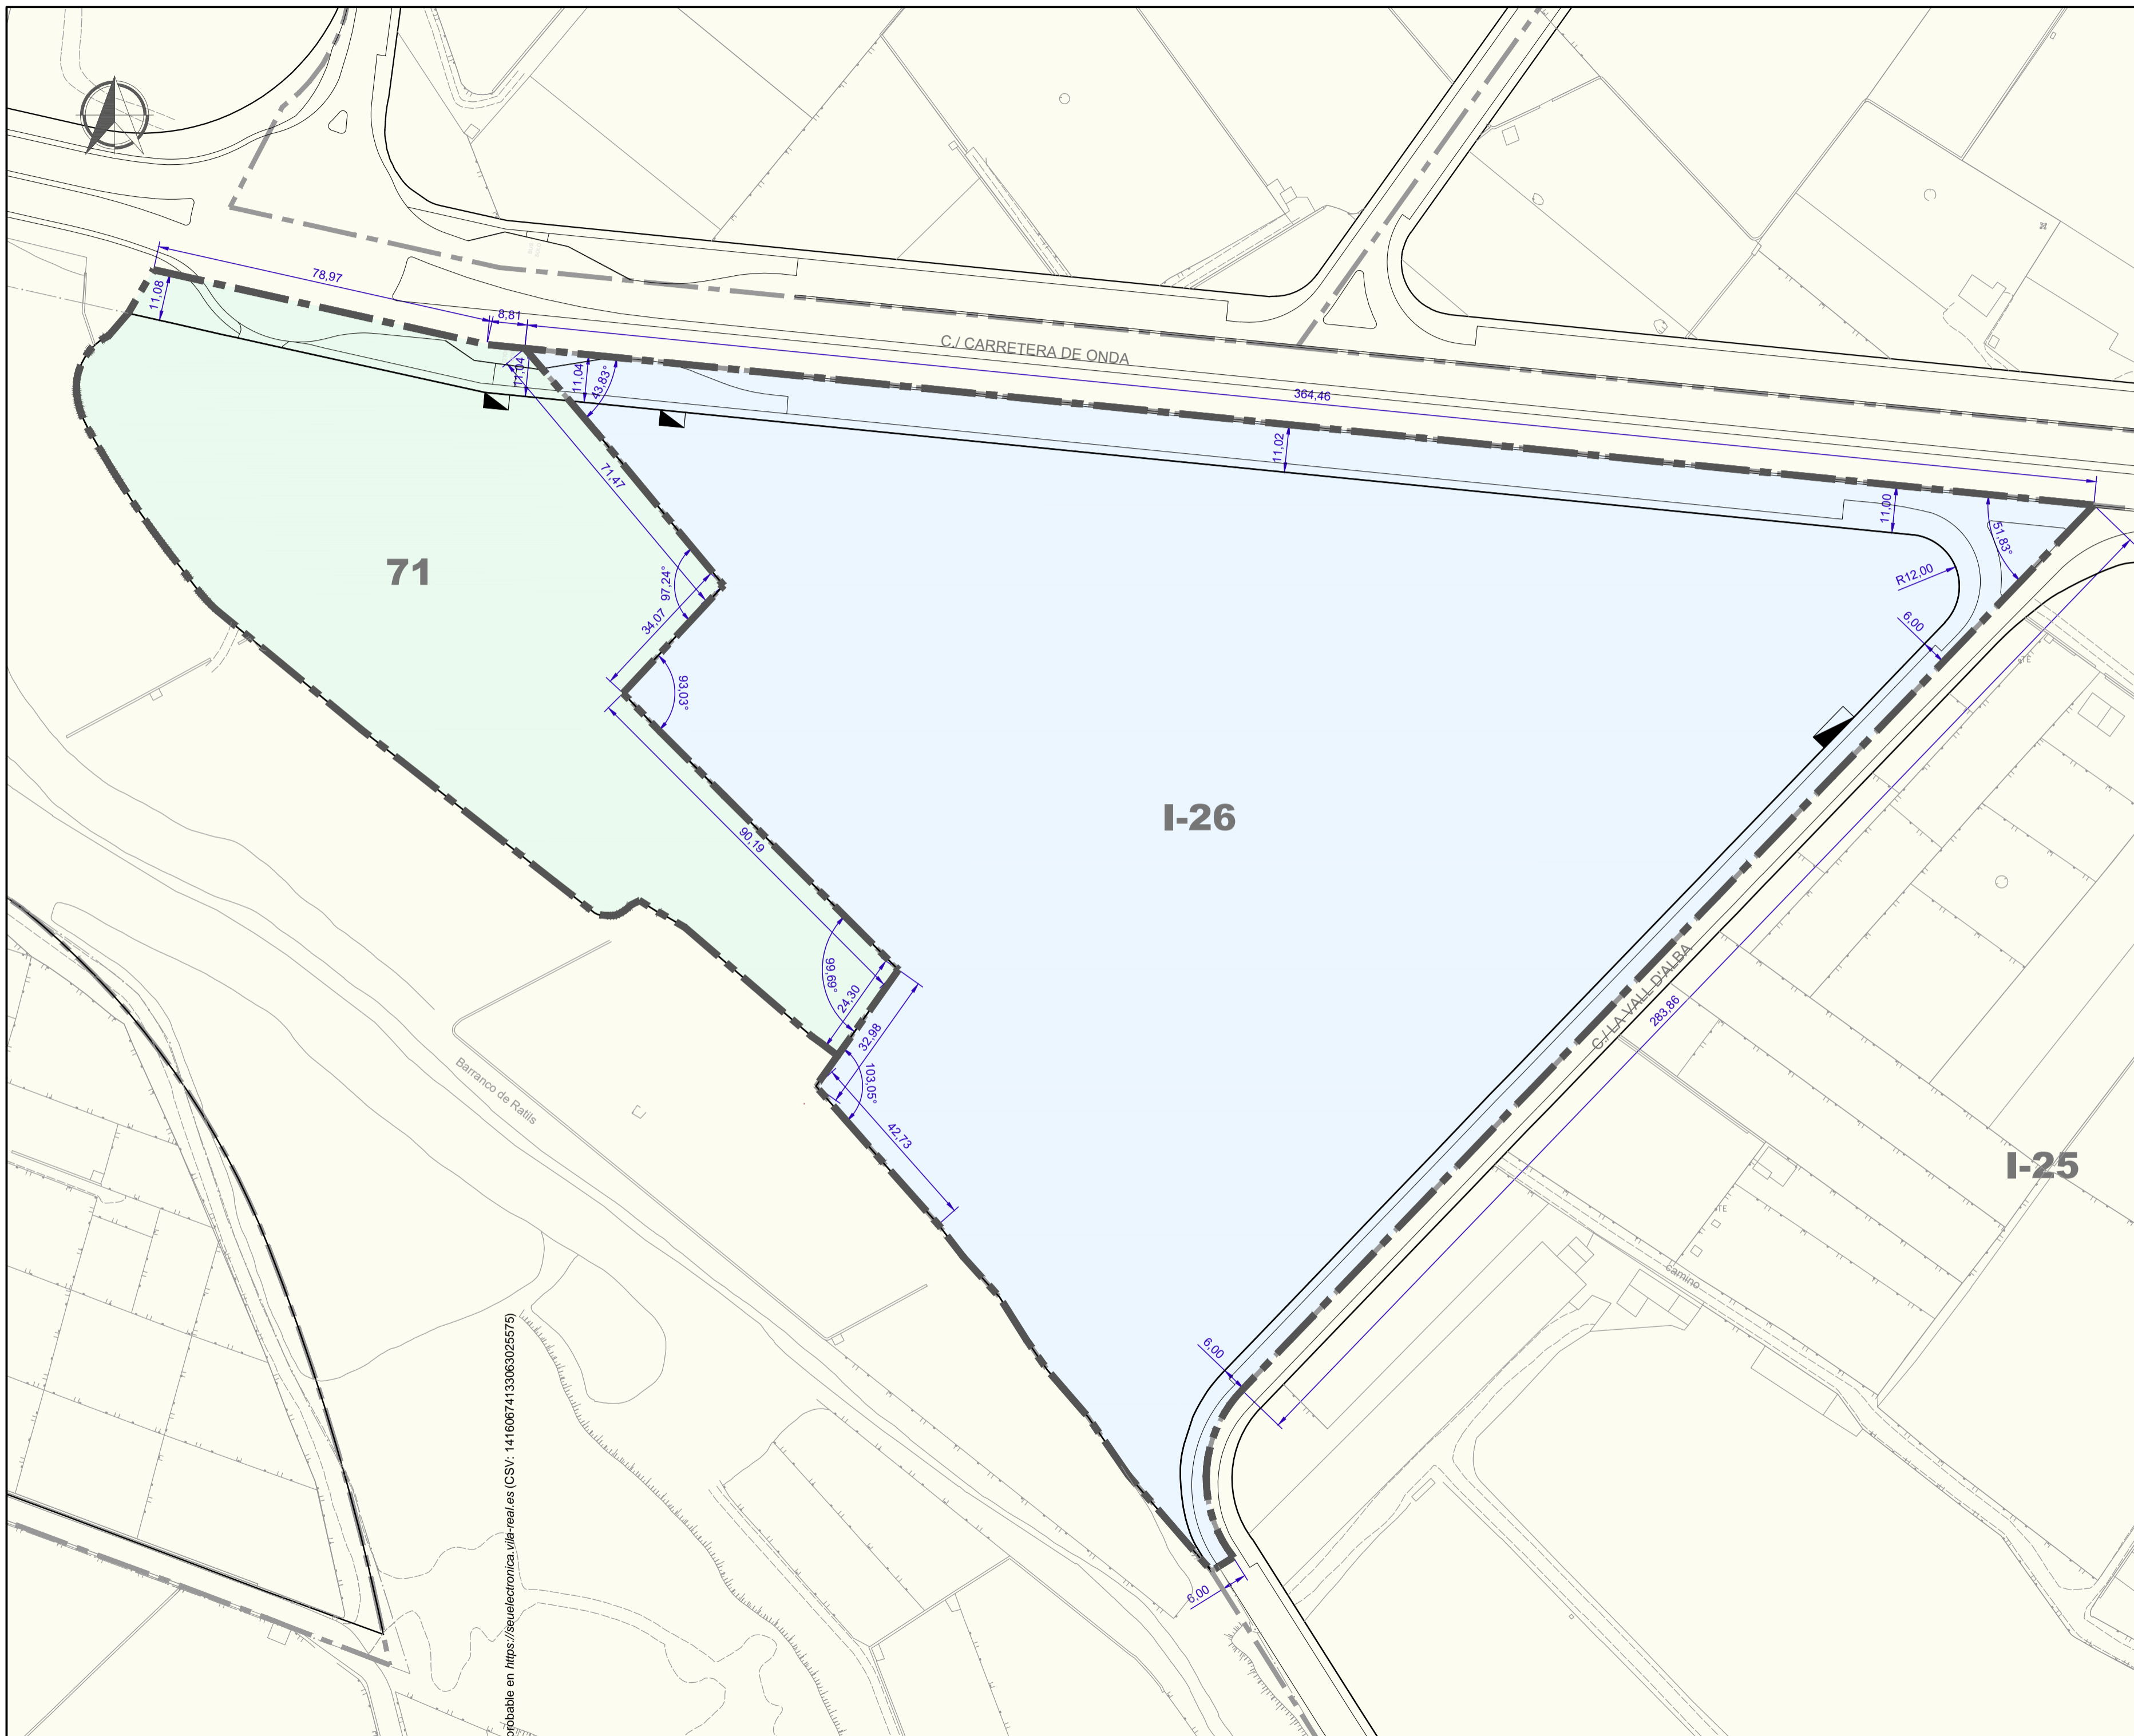 78,97
11,08
8,81
C./ CARRETERA DE ONDA
11,04
11,04
43,83°
364,46
11,02
11,00
51,83°
71,47
R12,00
71
97,24°
34,07
6,00
93,03°
TE
I-26
90,19
99,69°
24,30
32,98
C./ LA VALL D'ALBA
283,86
103,05°
Barranco de Ratils
42,73
I-25
TE
camino
6,00
6,00
probable en https://seuelectronica.vila-real.es (CSV: 14160674133063025575)